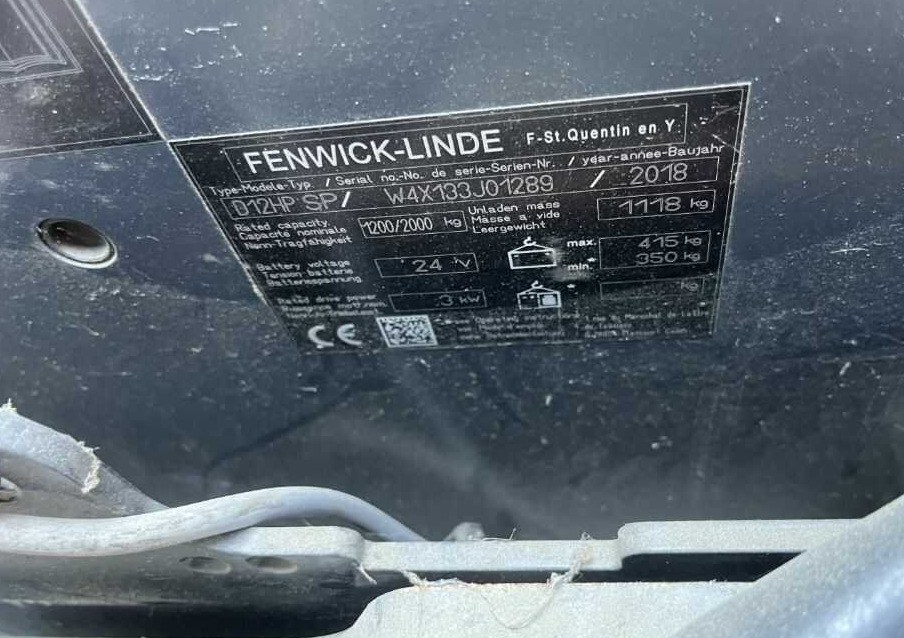 FENWICK-LINDE F-St.Quentin en Y
Type-Modele-Typ / Serial no.-No. de serie-Serien-Nr. / year-annee-Baujahr
D12HP SP / W4X133J01289 / 2018
Rated capacity
Capacite nominale
Nenn-Tragfähigkeit
1200/2000 kg
Unladen mass
Masse a vide
Leergewicht
1118 kg
Battery voltage
Tension batterie
Batteriespannung
24 V
max. 415 kg
min. * 350 kg
Rated drive power
3 kW
* kg
CE